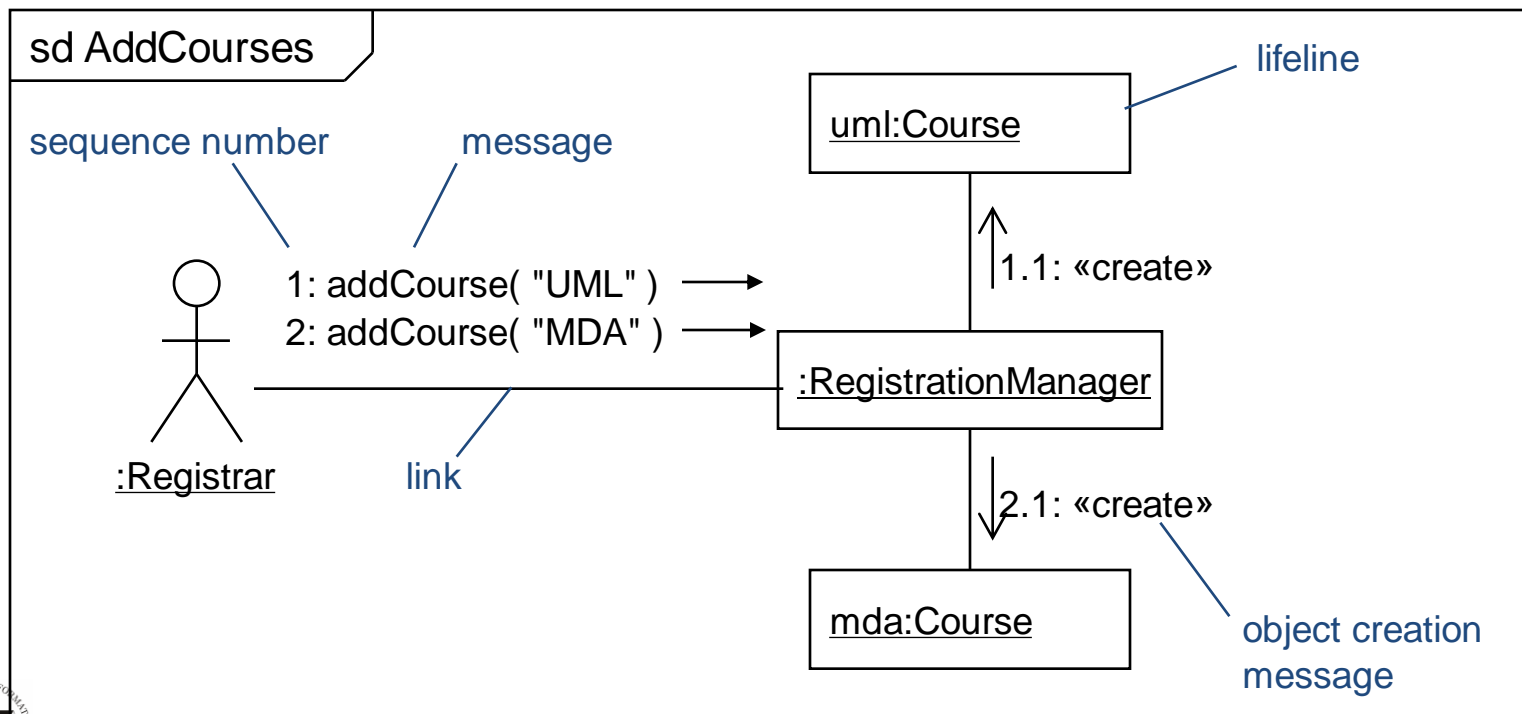 sd AddCourses
lifeline
uml:Course
sequence number
message
1: addCourse( "UML" )
1.1: «create»
2: addCourse( "MDA" )
:RegistrationManager
:Registrar
link
2.1: «create»
mda:Course
object creation
message